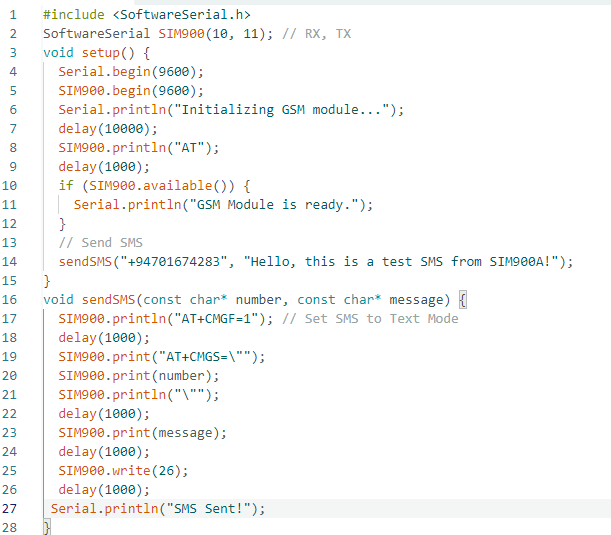 1 #include <SoftwareSerial.h>
2 SoftwareSerial SIM900(10, 11); // RX, TX
3 void setup() {
4   Serial.begin(9600);
5   SIM900.begin(9600);
6   Serial.println("Initializing GSM module...");
7   delay(10000);
8   SIM900.println("AT");
9   delay(1000);
10   if (SIM900.available()) {
11     Serial.println("GSM Module is ready.");
12   }
13   // Send SMS
14   sendSMS("+94701674283", "Hello, this is a test SMS from SIM900A!");
15 }
16 void sendSMS(const char* number, const char* message) {
17   SIM900.println("AT+CMGF=1"); // Set SMS to Text Mode
18   delay(1000);
19   SIM900.print("AT+CMGS=\"");
20   SIM900.print(number);
21   SIM900.println("\"");
22   delay(1000);
23   SIM900.print(message);
24   delay(1000);
25   SIM900.write(26);
26   delay(1000);
27  Serial.println("SMS Sent!");
28 }